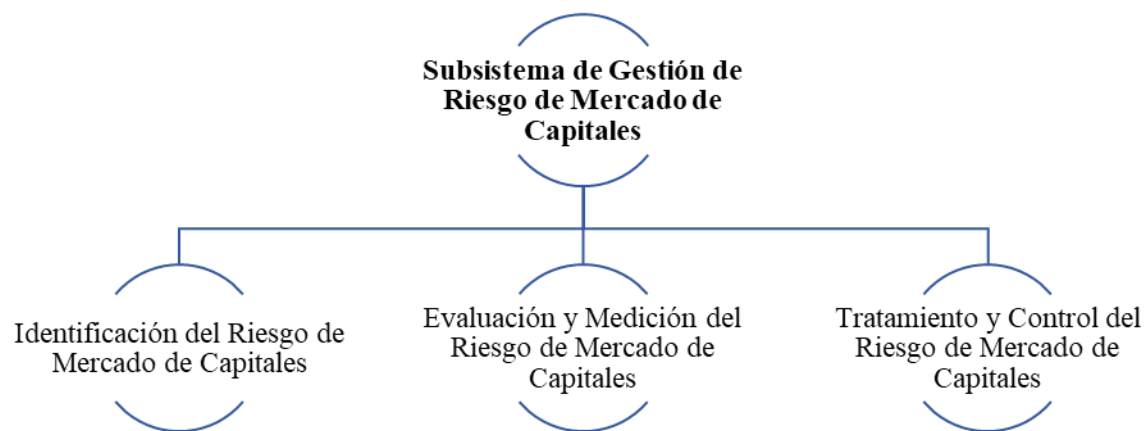 Subsistema de Gestión de
Riesgo de Mercado de
Capitales
Identificación del Riesgo de
Mercado de Capitales
Evaluación y Medición del
Riesgo de Mercado de
Capitales
Tratamiento y Control del
Riesgo de Mercado de
Capitales